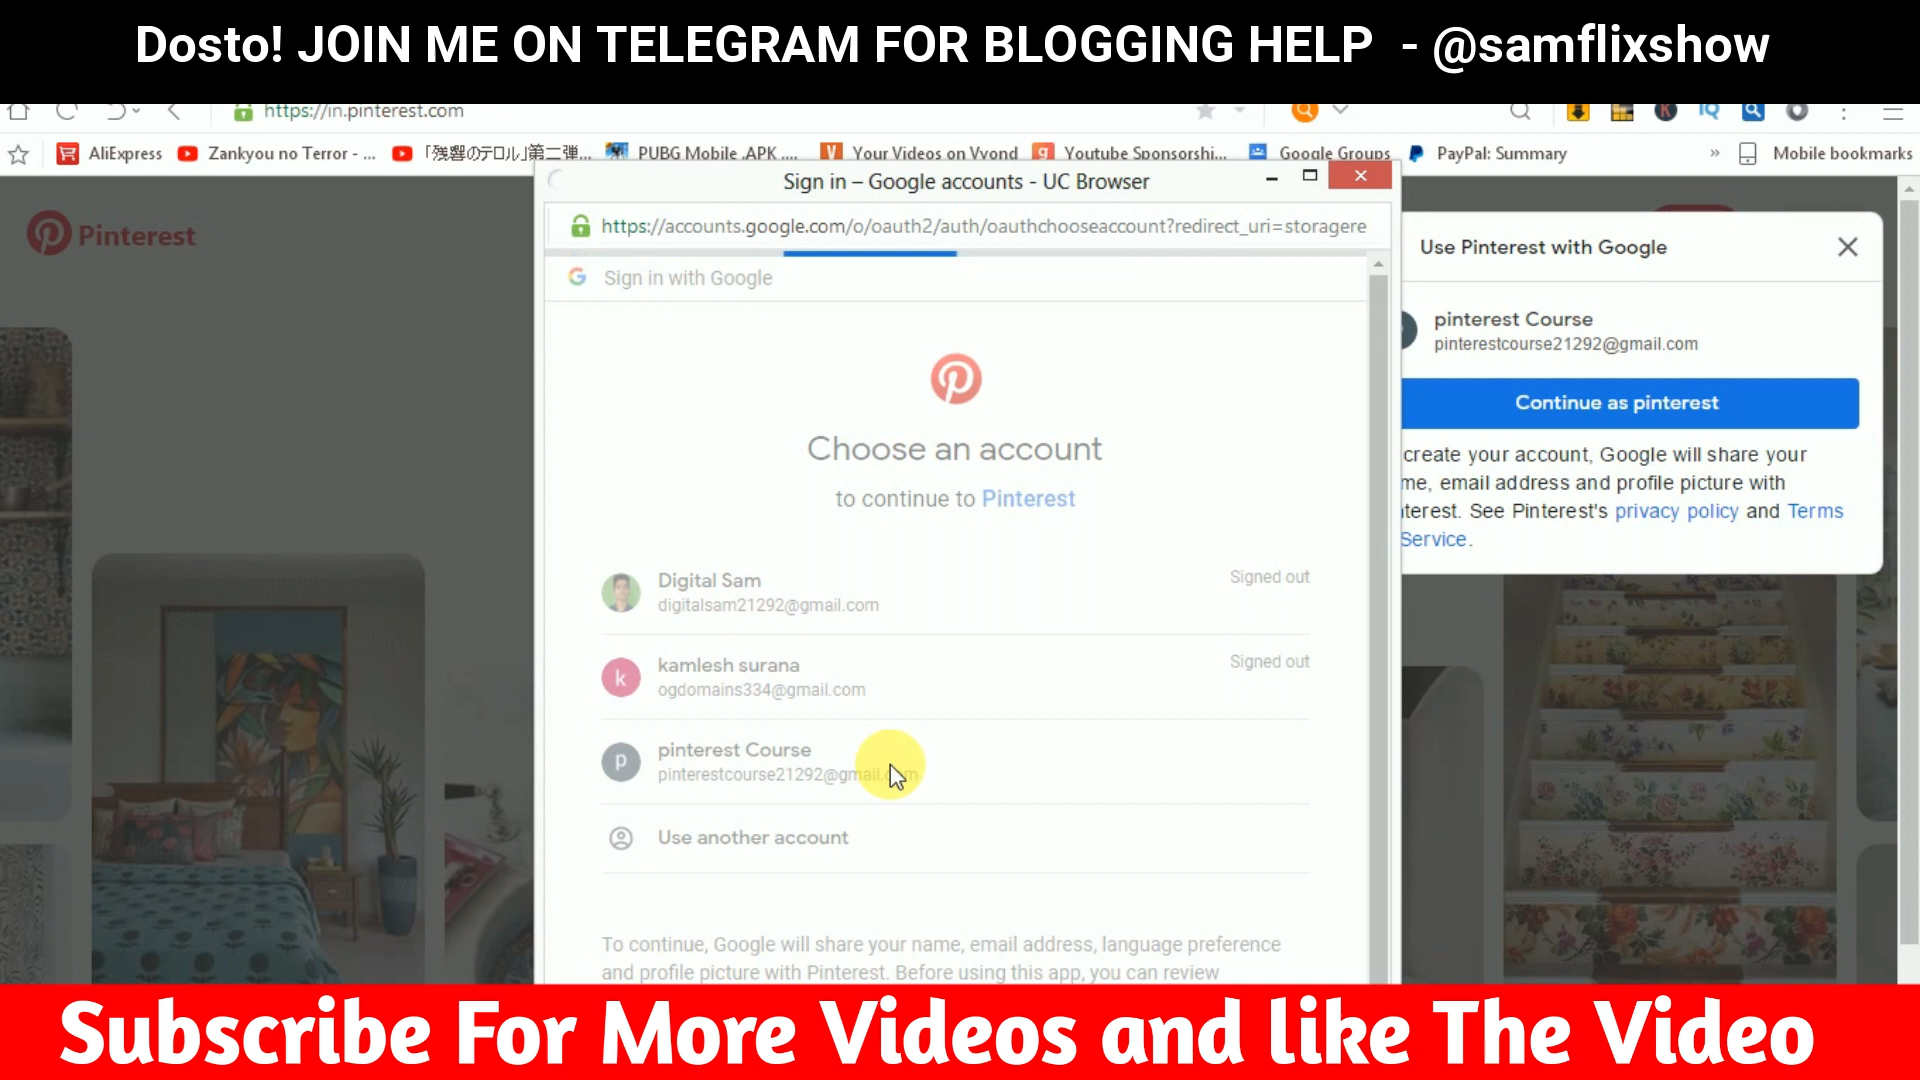 Dosto! JOIN ME ON TELEGRAM FOR BLOGGING HELP - @samflixshow
https://in.pinterest.com
AliExpress
Zankyou no Terror - ...
「残響のテロル」第二弾...
PUBG Mobile .APK ....
Your Videos on Vyond
Youtube Sponsorshi...
Google Groups
PayPal: Summary
»
Mobile bookmarks
Pinterest
Sign in – Google accounts - UC Browser
https://accounts.google.com/o/oauth2/auth/oauthchooseaccount?redirect_uri=storagere
Sign in with Google
Choose an account
to continue to Pinterest
Digital Sam
Signed out
digitalsam21292@gmail.com
k
kamlesh surana
Signed out
ogdomains334@gmail.com
p
pinterest Course
pinterestcourse21292@gmail.com
Use another account
To continue, Google will share your name, email address, language preference
and profile picture with Pinterest. Before using this app, you can review
Use Pinterest with Google
pinterest Course
pinterestcourse21292@gmail.com
Continue as pinterest
create your account, Google will share your
me, email address and profile picture with
terest. See Pinterest's privacy policy and Terms
Service.
Subscribe For More Videos and like The Video